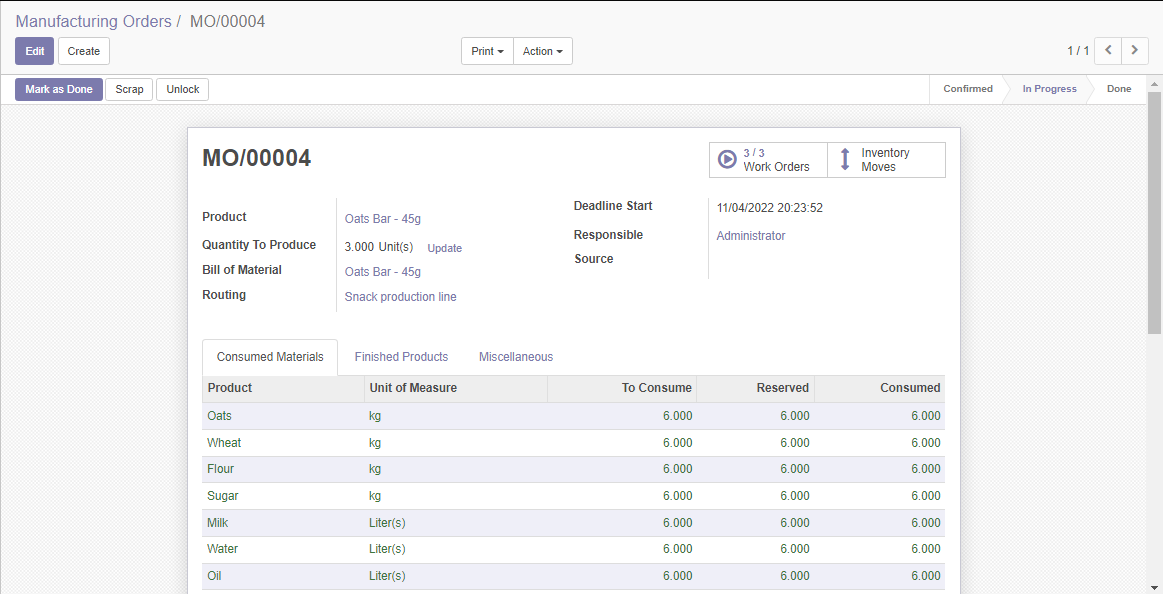 Manufacturing Orders / MO/00004
Edit Create Print Action 1 / 1
Mark as Done Scrap Unlock Confirmed In Progress Done
MO/00004
3 / 3
Work Orders
Inventory
Moves
Product Oats Bar - 45g
Quantity To Produce 3.000 Unit(s) Update
Bill of Material Oats Bar - 45g
Routing Snack production line
Deadline Start 11/04/2022 20:23:52
Responsible Administrator
Source
Consumed Materials Finished Products Miscellaneous
Product Unit of Measure To Consume Reserved Consumed
Oats kg 6.000 6.000 6.000
Wheat kg 6.000 6.000 6.000
Flour kg 6.000 6.000 6.000
Sugar kg 6.000 6.000 6.000
Milk Liter(s) 6.000 6.000 6.000
Water Liter(s) 6.000 6.000 6.000
Oil Liter(s) 6.000 6.000 6.000